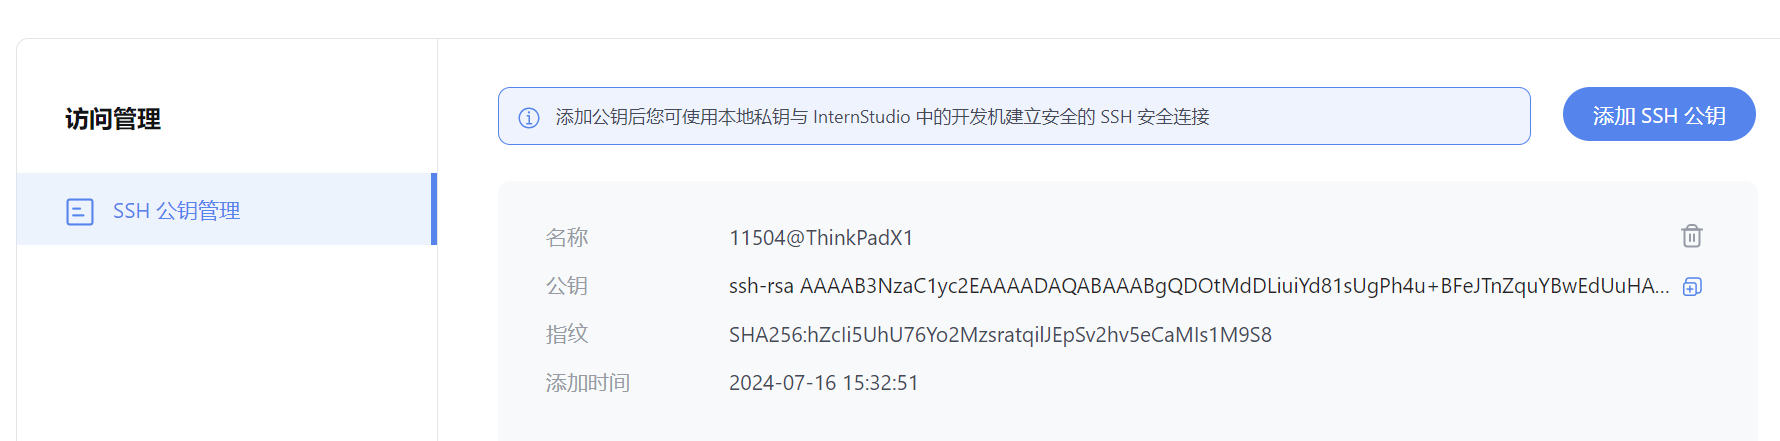 访问管理
SSH 公钥管理
添加公钥后您可使用本地私钥与 InternStudio 中的开发机建立安全的 SSH 安全连接
添加 SSH 公钥
名称 11504@ThinkPadX1
公钥 ssh-rsa AAAAB3NzaC1yc2EAAAADAQABAAABgQDOtMdDLiuiYd81sUgPh4u+BFeJTnZquYBwEdUuHA...
指纹 SHA256:hZcIi5UhU76Yo2MzsratqilJEpSv2hv5eCaMIs1M9S8
添加时间 2024-07-16 15:32:51